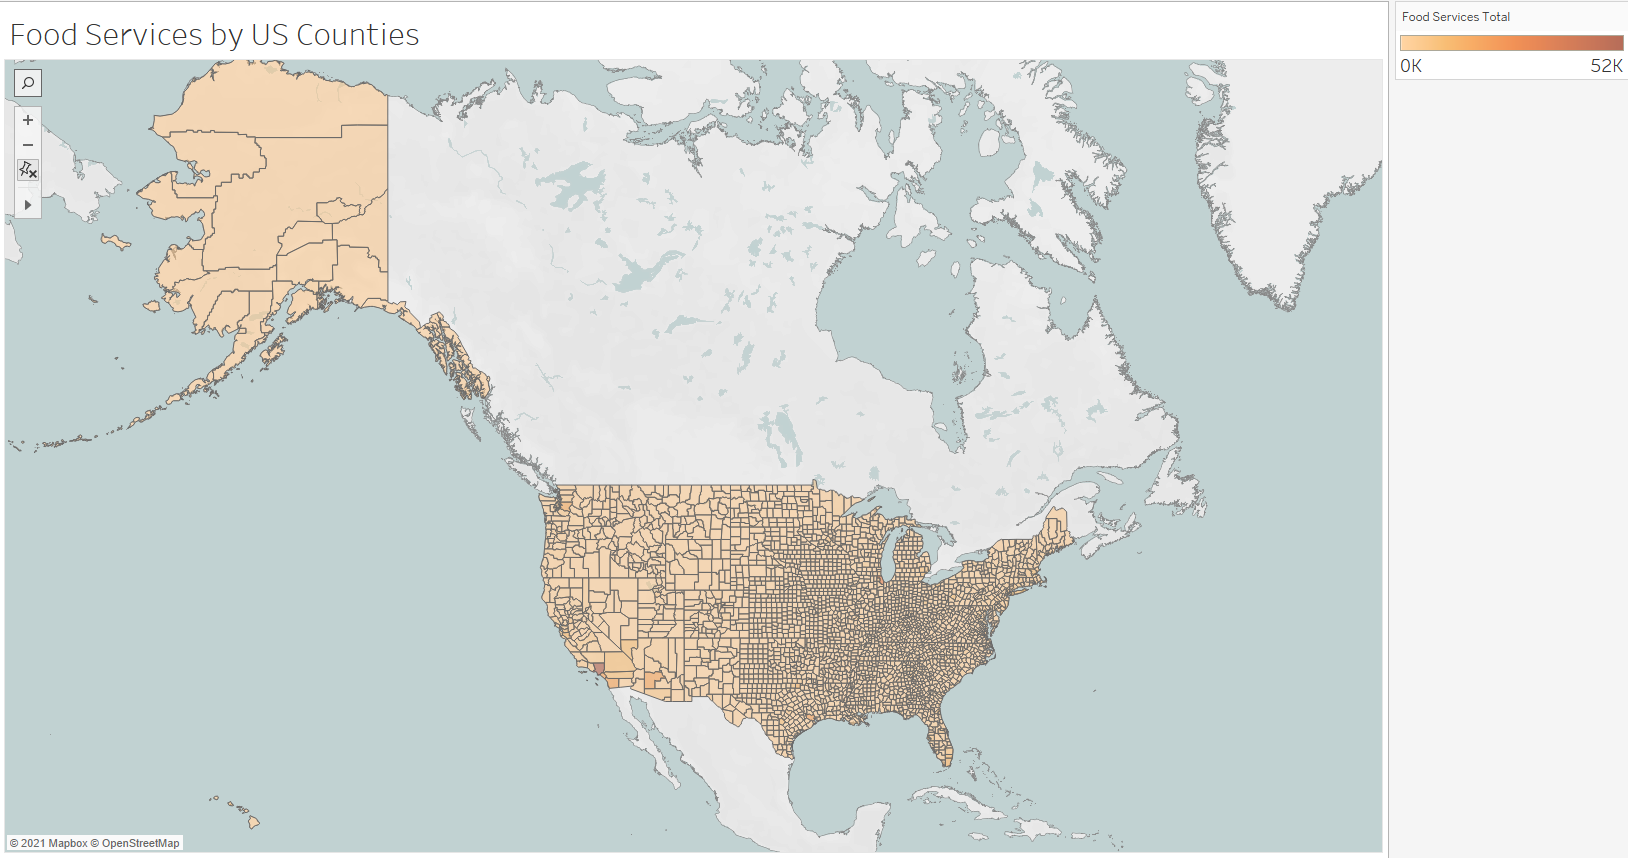 Food Services by US Counties
Food Services Total
0K
52K
© 2021 Mapbox © OpenStreetMap